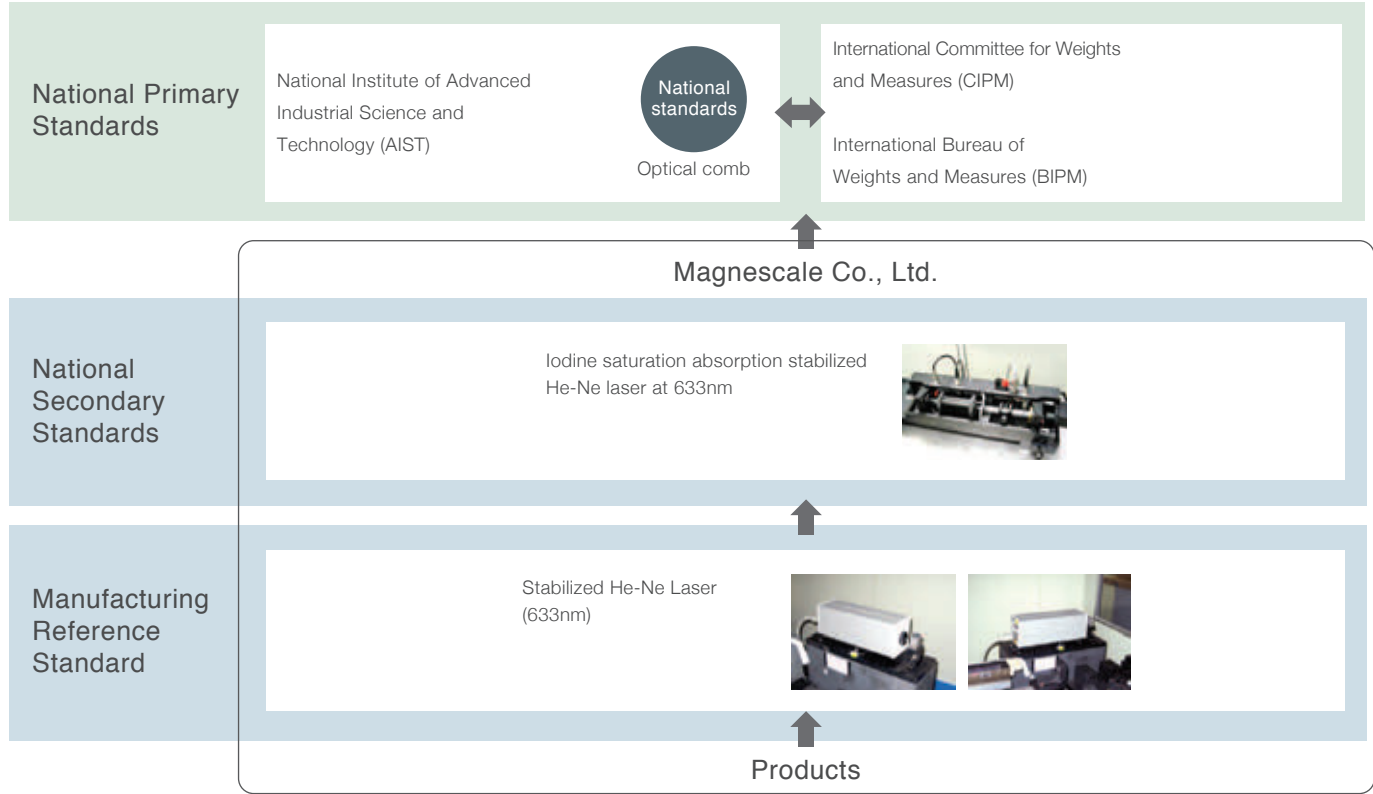 National Primary
Standards
National Institute of Advanced
Industrial Science and
Technology (AIST)
National
standards
Optical comb
International Committee for Weights
and Measures (CIPM)
International Bureau of
Weights and Measures (BIPM)
Magnescale Co., Ltd.
National
Secondary
Standards
Iodine saturation absorption stabilized
He-Ne laser at 633nm
Manufacturing
Reference
Standard
Stabilized He-Ne Laser
(633nm)
Products